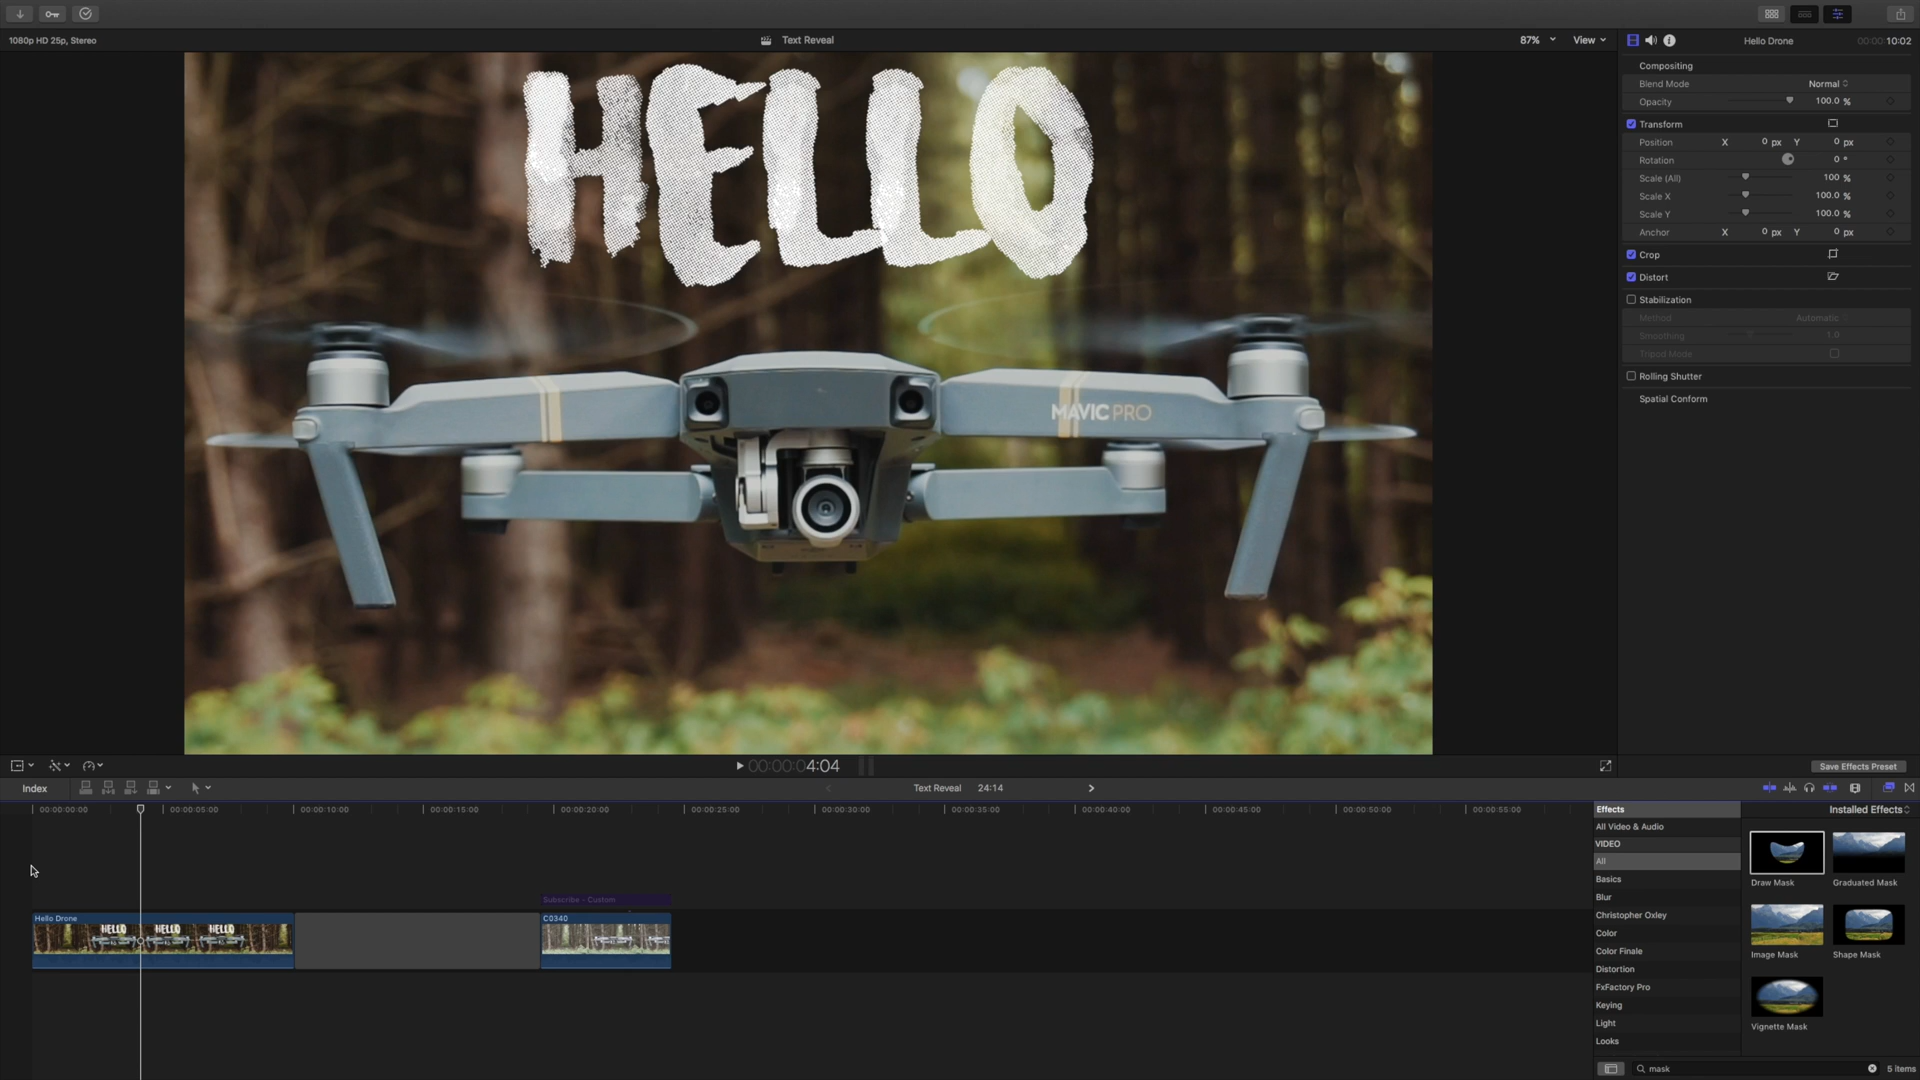 1080p HD 25p, Stereo
Text Reveal
87%
View
Hello Drone
00:00:10:02
HELLO
MAVIC PRO
Compositing
Blend Mode
Normal
Opacity
100.0 %
Transform
Position X 0 px Y 0 px
Rotation
0 °
Scale (All)
100 %
Scale X
100.0 %
Scale Y
100.0 %
Anchor X 0 px Y 0 px
Crop
Distort
Stabilization
Method
Automatic
Smoothing
1.0
Tripod Mode
Rolling Shutter
Spatial Conform
00:00:04:04
Save Effects Preset
Index
Text Reveal
24:14
00:00:00:00
00:00:05:00
00:00:10:00
00:00:15:00
00:00:20:00
00:00:25:00
00:00:30:00
00:00:35:00
00:00:40:00
00:00:45:00
00:00:50:00
00:00:55:00
Subscribe - Custom
Hello Drone
HELLO HELLO HELLO
C0340
Effects
Installed Effects
All Video & Audio
VIDEO
All
Basics
Blur
Christopher Oxley
Color
Color Finale
Distortion
FxFactory Pro
Keying
Light
Looks
Draw Mask
Graduated Mask
Image Mask
Shape Mask
Vignette Mask
mask
5 items